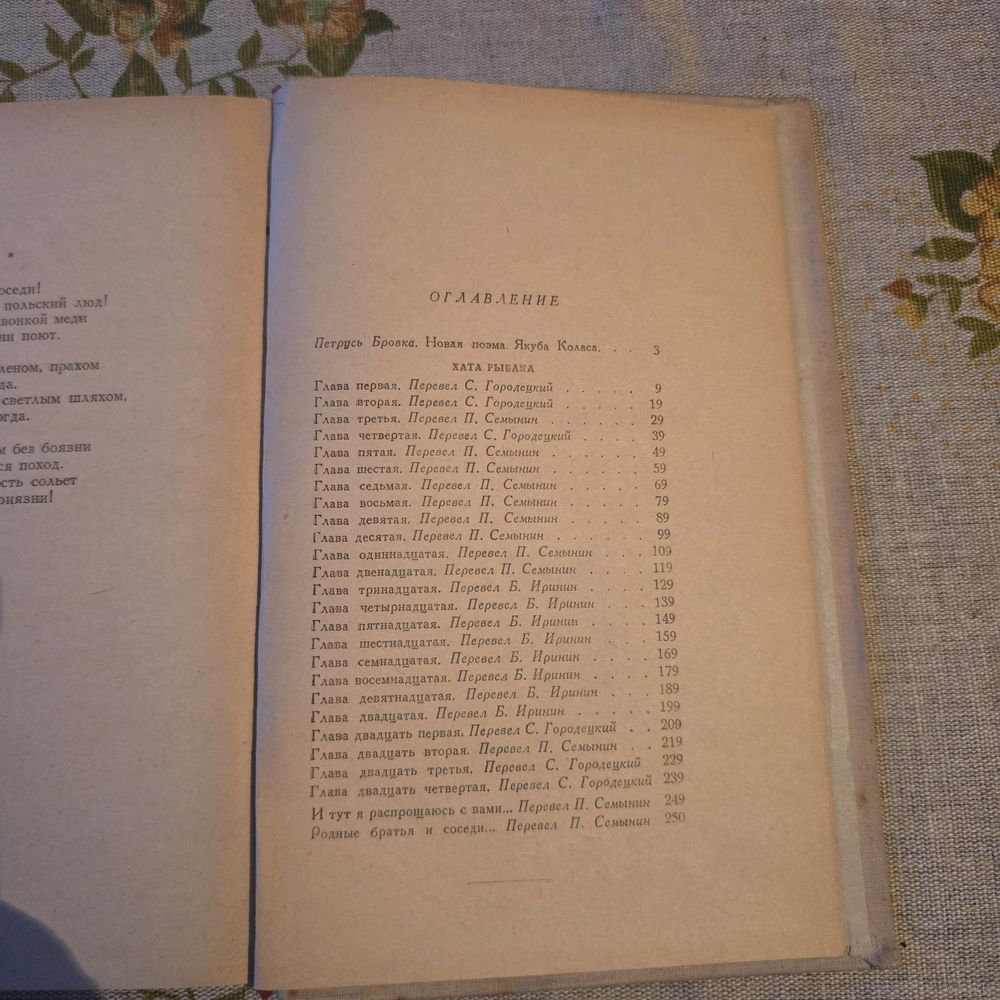 *
оседи!
польский люд!
вонкой меди
ни поют.
леном, прахом
да.
светлым шляхом,
огда.
м без боязни
ся поход.
ость сольет
риязни!
ОГЛАВЛЕНИЕ
Петрусь Бровка. Новая поэма Якуба Коласа. . . 3
ХАТА РЫБАКА
Глава первая. Перевел С. Городецкий . . . . . 9
Глава вторая. Перевел С. Городецкий . . . . . 19
Глава третья. Перевел П. Семынин . . . . . . 29
Глава четвертая. Перевел С. Городецкий . . . . 39
Глава пятая. Перевел П. Семынин . . . . . . 49
Глава шестая. Перевел П. Семынин . . . . . . 59
Глава седьмая. Перевел П. Семынин . . . . . 69
Глава восьмая. Перевел П. Семынин . . . . . 79
Глава девятая. Перевел П. Семынин . . . . . 89
Глава десятая. Перевел П. Семынин . . . . . . 99
Глава одиннадцатая. Перевел П. Семынин . . . 109
Глава двенадцатая. Перевел П. Семынин . . . . 119
Глава тринадцатая. Перевел Б. Иринин . . . . 129
Глава четырнадцатая. Перевел Б. Иринин . . . 139
Глава пятнадцатая. Перевел Б. Иринин . . . . 149
Глава шестнадцатая. Перевел Б. Иринин . . . 159
Глава семнадцатая. Перевел Б. Иринин . . . . 169
Глава восемнадцатая. Перевел Б. Иринин . . . . 179
Глава девятнадцатая. Перевел Б. Иринин . . . 189
Глава двадцатая. Перевел Б. Иринин . . . . . 199
Глава двадцать первая. Перевел С. Городецкий . . 209
Глава двадцать вторая. Перевел П. Семынин . . 219
Глава двадцать третья. Перевел С. Городецкий 229
Глава двадцать четвертая. Перевел С. Городецкий 239
И тут я распрощаюсь с вами... Перевел П. Семынин 249
Родные братья и соседи... Перевел П. Семынин 250